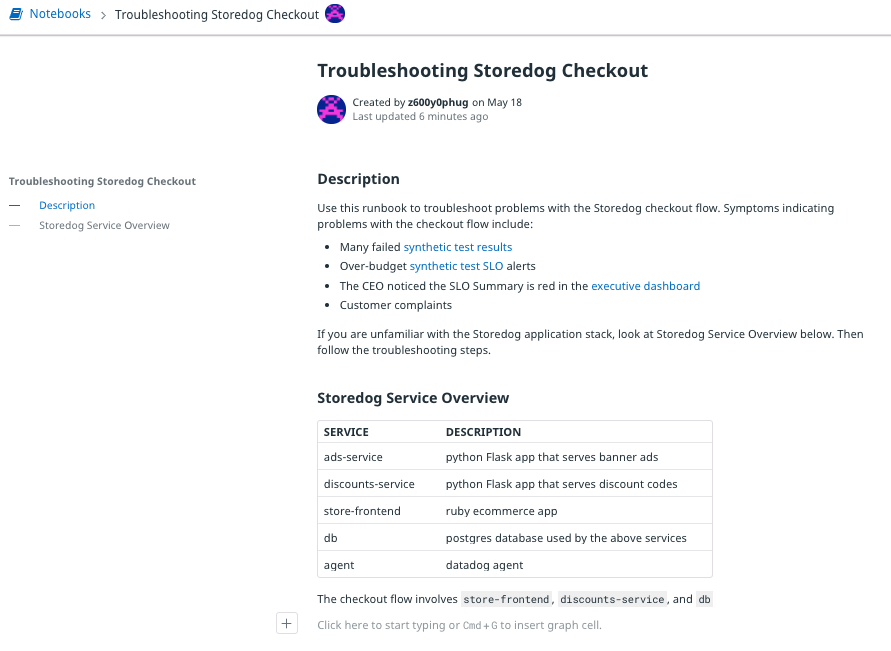 Notebooks > Troubleshooting Storedog Checkout
Troubleshooting Storedog Checkout
Created by z600y0phug on May 18
Last updated 6 minutes ago
Troubleshooting Storedog Checkout
— Description
— Storedog Service Overview
Description
Use this runbook to troubleshoot problems with the Storedog checkout flow. Symptoms indicating
problems with the checkout flow include:
• Many failed synthetic test results
• Over-budget synthetic test SLO alerts
• The CEO noticed the SLO Summary is red in the executive dashboard
• Customer complaints
If you are unfamiliar with the Storedog application stack, look at Storedog Service Overview below. Then
follow the troubleshooting steps.
Storedog Service Overview
SERVICE DESCRIPTION
ads-service python Flask app that serves banner ads
discounts-service python Flask app that serves discount codes
store-frontend ruby ecommerce app
db postgres database used by the above services
agent datadog agent
The checkout flow involves store-frontend, discounts-service, and db
Click here to start typing or Cmd+G to insert graph cell.